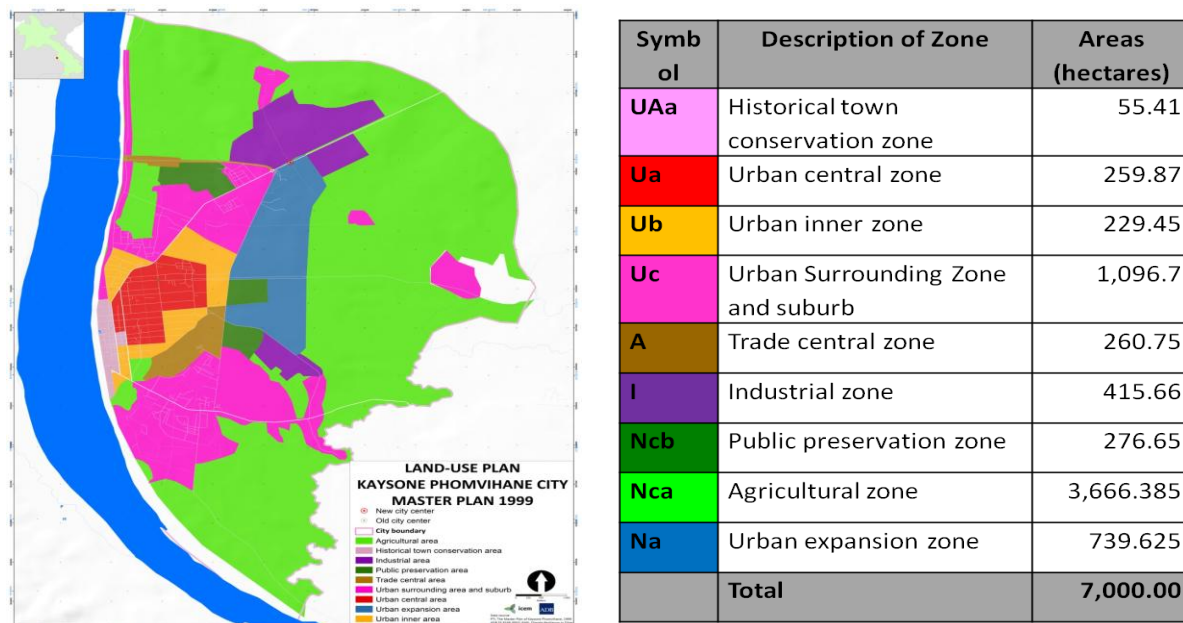 LAND-USE PLAN
KAYSONE PHOMVIHANE CITY
MASTER PLAN 1999
New city center
Old city center
City boundary
Agricultural area
Historical town conservation area
Industrial area
Public preservation area
Trade central area
Urban surrounding area and suburb
Urban central area
Urban expansion area
Urban inner area
icem ADB
Symb
ol
Description of Zone
Areas
(hectares)
UAa Historical town
conservation zone
55.41
Ua Urban central zone 259.87
Ub Urban inner zone 229.45
Uc Urban Surrounding Zone
and suburb
1,096.7
A Trade central zone 260.75
I Industrial zone 415.66
Ncb Public preservation zone 276.65
Nca Agricultural zone 3,666.385
Na Urban expansion zone 739.625
Total 7,000.00